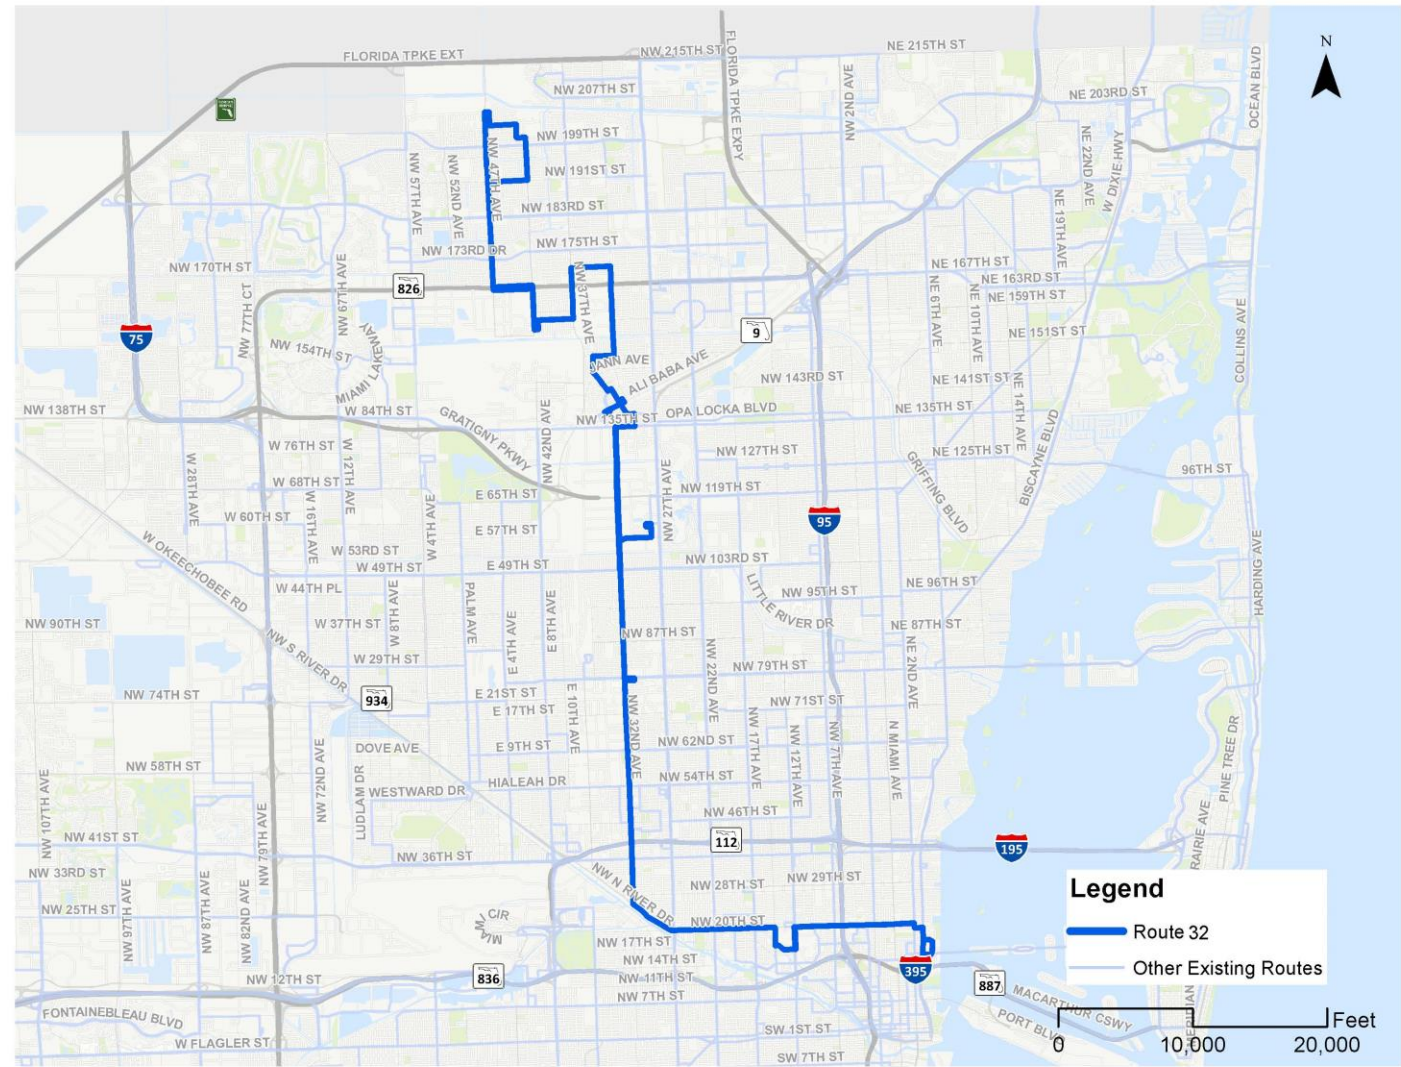 N
FLORIDA TPKE EXT
NW 215TH ST
FLORIDA TPKE EXPY
NE 215TH ST
OCEAN BLVD
NW 207TH ST
NW 2ND AVE
NE 203RD ST
NW 199TH ST
NE 22ND AVE
W DIXIE HWY
NW 57TH AVE
NW 52ND AVE
NW 47TH AVE
NW 191ST ST
NW 183RD ST
NE 19TH AVE
NW 173RD DR
NW 175TH ST
NW 170TH ST
NE 167TH ST
NE 163RD ST
NE 159TH ST
826
NW 67TH AVE
NW 77TH CT
NW 37TH AVE
NE 6TH AVE
NE 10TH AVE
75
9
NE 151ST ST
COLLINS AVE
NW 154TH ST
MIAMI LAKEWAY
JANN AVE
ALI BABA AVE
NW 143RD ST
NE 141ST ST
NE 14TH AVE
NW 138TH ST
W 84TH ST
GRATIGNY PKWY
NW 42ND AVE
NW 135TH ST
OPA LOCKA BLVD
NE 135TH ST
BISCAYNE BLVD
W 76TH ST
W 12TH AVE
NW 127TH ST
NE 125TH ST
GRIFFING BLVD
96TH ST
W 28TH AVE
W 68TH ST
W 16TH AVE
W 4TH AVE
E 65TH ST
NW 27TH AVE
NW 119TH ST
W 60TH ST
E 57TH ST
95
W OKEECHOBEE RD
W 53RD ST
W 49TH ST
E 49TH ST
NW 103RD ST
HARDING AVE
W 44TH PL
W 8TH AVE
PALM AVE
E 4TH AVE
E 8TH AVE
LITTLE RIVER DR
NW 95TH ST
NE 96TH ST
NW 90TH ST
W 37TH ST
NW 87TH ST
NE 87TH ST
NW S RIVER DR
W 29TH ST
NW 22ND AVE
NW 79TH ST
NE 2ND AVE
NW 74TH ST
934
E 21ST ST
E 17TH ST
E 10TH AVE
NW 32ND AVE
NW 71ST ST
NW 17TH AVE
NW 12TH AVE
NW 7TH AVE
N MIAMI AVE
PINE TREE DR
DOVE AVE
E 9TH ST
NW 62ND ST
NW 107TH AVE
NW 58TH ST
NW 72ND AVE
LUDLAM DR
WESTWARD DR
HIALEAH DR
NW 54TH ST
NW 79TH AVE
NW 46TH ST
NW 41ST ST
NW 36TH ST
112
195
RAIRIE AVE
NW 33RD ST
NW 97TH AVE
NW 87TH AVE
NW 82ND AVE
NW N RIVER DR
NW 28TH ST
NW 29TH ST
NW 25TH ST
MIAMI CIR
NW 20TH ST
NW 17TH ST
NW 14TH ST
NW 12TH ST
836
NW 11TH ST
NW 7TH ST
395
887
MACARTHUR CSWY
PORT BLVD
MERIDIAN
FONTAINEBLEAU BLVD
W FLAGLER ST
SW 1ST ST
SW 7TH ST
Legend
Route 32
Other Existing Routes
Feet
0 10,000 20,000